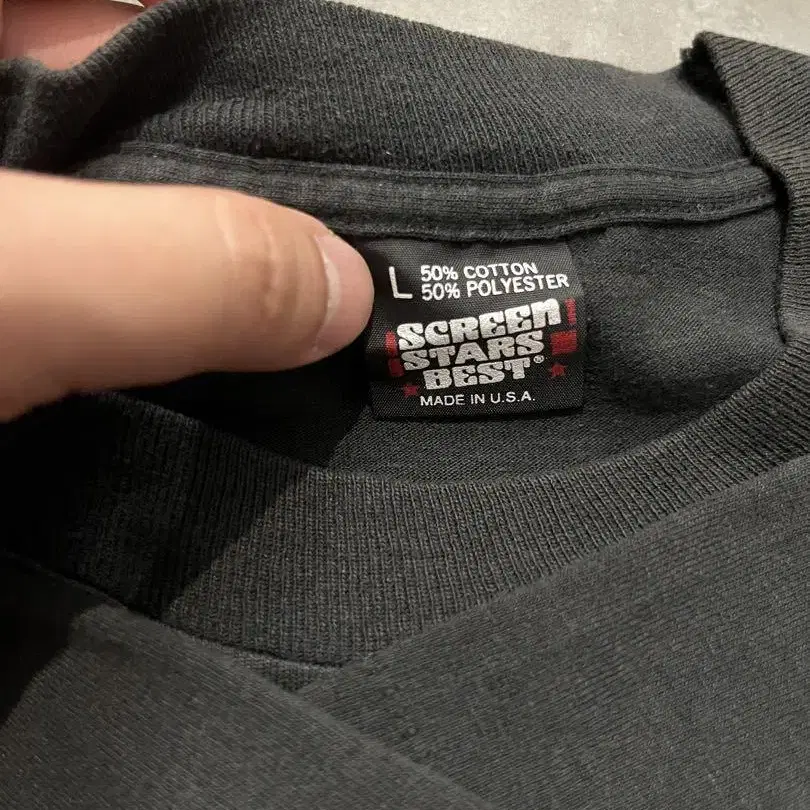 L 50% COTTON
50% POLYESTER
SCREEN
STARS
BEST®
MADE IN U.S.A.